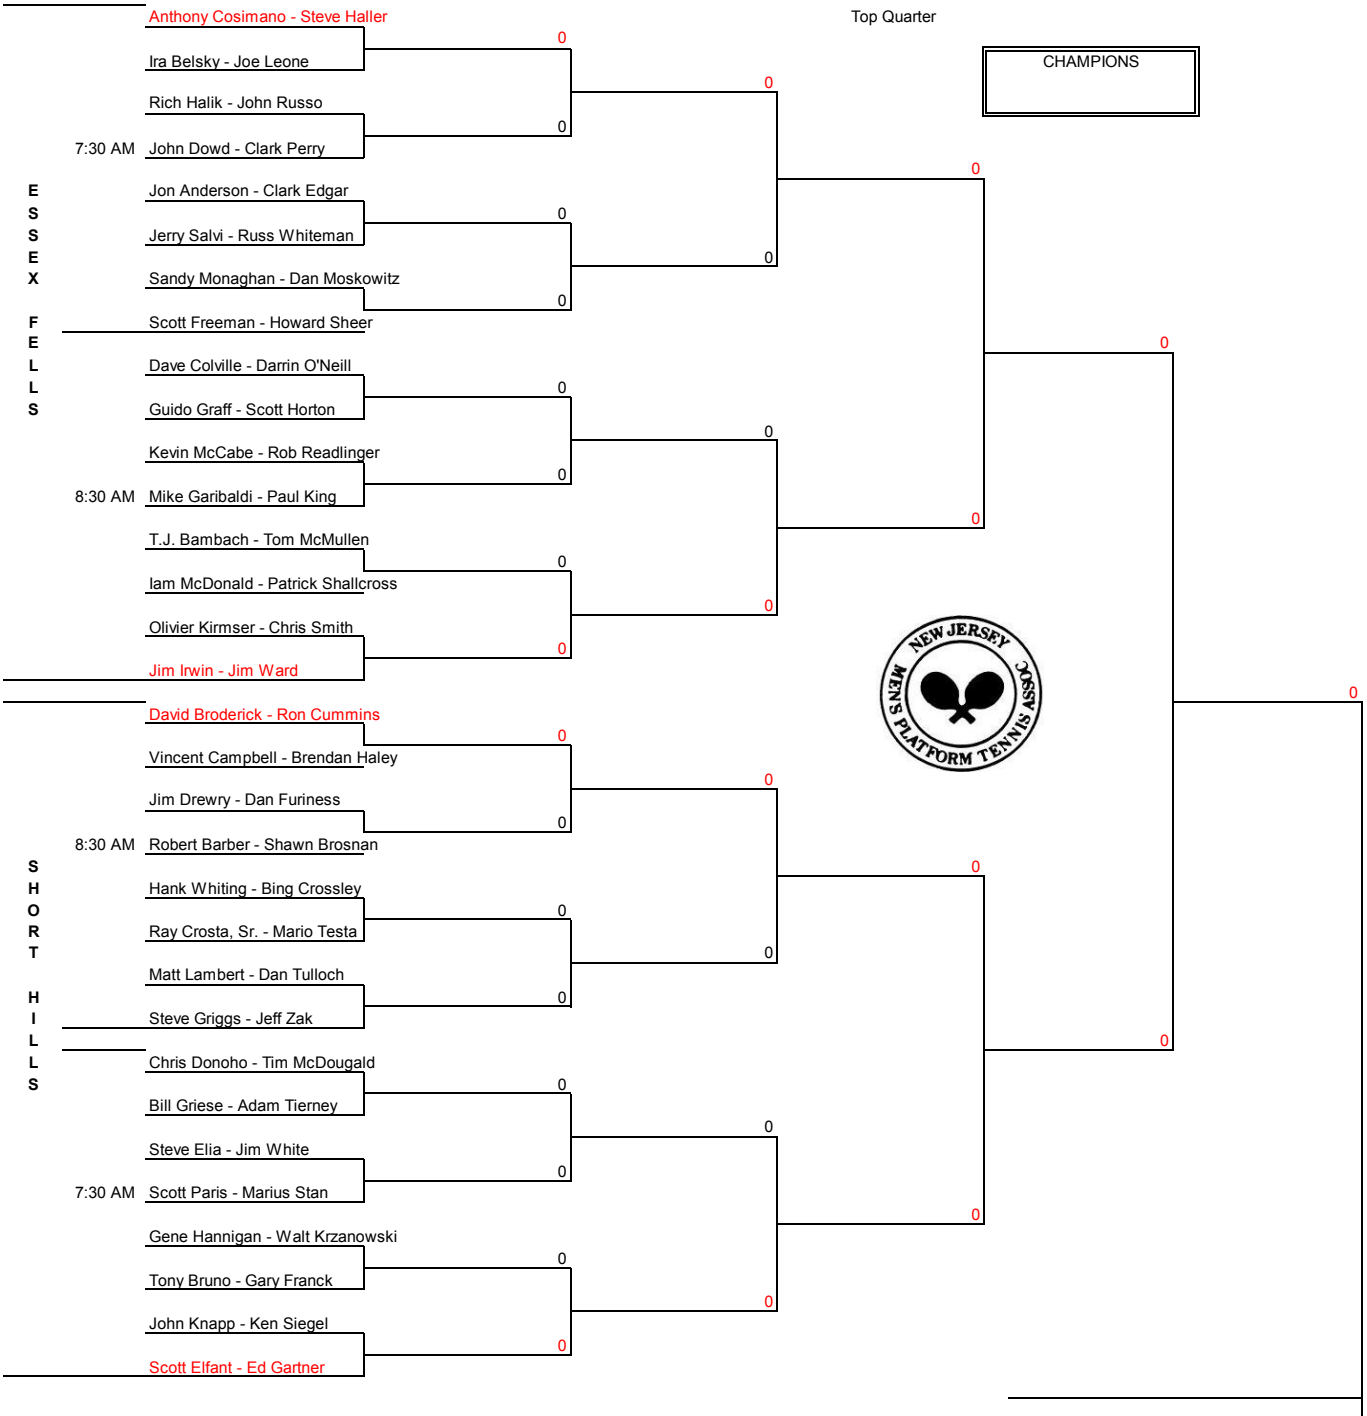 Anthony Cosimano - Steve Haller
Top Quarter
0
Ira Belsky - Joe Leone
CHAMPIONS
0
Rich Halik - John Russo
0
7:30 AM John Dowd - Clark Perry
0
E
Jon Anderson - Clark Edgar
S
0
S
Jerry Salvi - Russ Whiteman
E
0
X
Sandy Monaghan - Dan Moskowitz
0
F
Scott Freeman - Howard Sheer
E
0
L
Dave Colville - Darrin O'Neill
L
0
S
Guido Graff - Scott Horton
0
Kevin McCabe - Rob Readlinger
0
8:30 AM Mike Garibaldi - Paul King
0
T.J. Bambach - Tom McMullen
0
Iam McDonald - Patrick Shallcross
0
Olivier Kirmser - Chris Smith
0
Jim Irwin - Jim Ward
NEW JERSEY
MEN'S PLATFORM TENNIS ASSOC
0
David Broderick - Ron Cummins
0
Vincent Campbell - Brendan Haley
0
Jim Drewry - Dan Furiness
0
8:30 AM Robert Barber - Shawn Brosnan
S
0
H
Hank Whiting - Bing Crossley
O
0
R
Ray Crosta, Sr. - Mario Testa
T
0
Matt Lambert - Dan Tulloch
H
0
I
Steve Griggs - Jeff Zak
L
0
L
Chris Donoho - Tim McDougald
S
0
Bill Griese - Adam Tierney
0
Steve Elia - Jim White
0
7:30 AM Scott Paris - Marius Stan
0
Gene Hannigan - Walt Krzanowski
0
Tony Bruno - Gary Franck
0
John Knapp - Ken Siegel
0
Scott Elfant - Ed Gartner